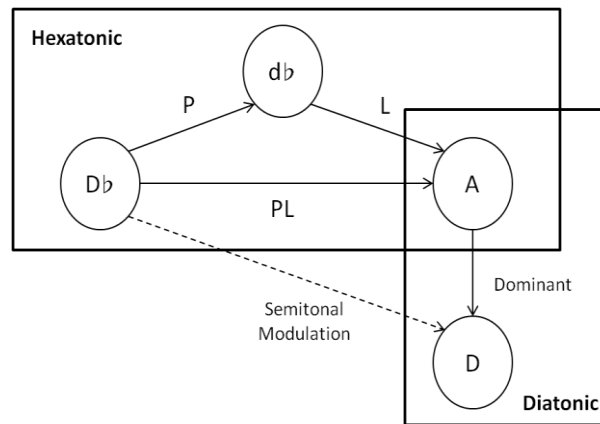 Hexatonic
d♭
P
L
D♭
A
PL
Dominant
Semitonal
Modulation
D
Diatonic